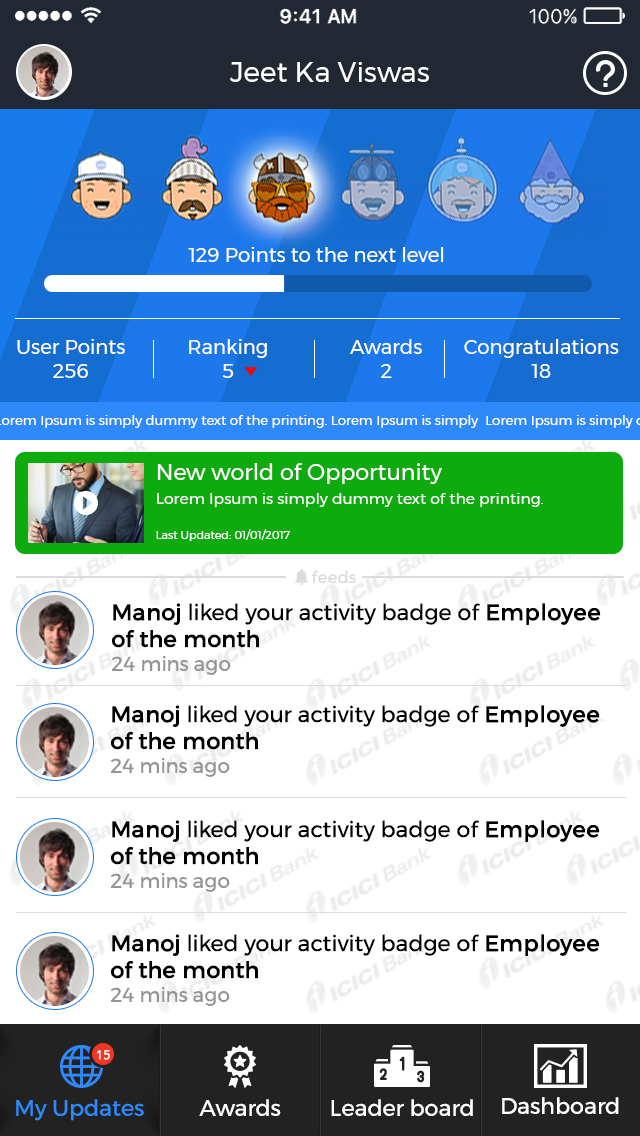 9:41 AM
100%
Jeet Ka Viswas
?
129 Points to the next level
User Points
256
Ranking
5
Awards
2
Congratulations
18
Lorem Ipsum is simply dummy text of the printing. Lorem Ipsum is simply Lorem Ipsum is simply
New world of Opportunity
Lorem Ipsum is simply dummy text of the printing.
Last Updated: 01/01/2017
feeds
Manoj liked your activity badge of Employee
of the month
24 mins ago
Manoj liked your activity badge of Employee
of the month
24 mins ago
Manoj liked your activity badge of Employee
of the month
24 mins ago
Manoj liked your activity badge of Employee
of the month
24 mins ago
ICICI Bank
15
My Updates
Awards
2 1 3
Leader board
Dashboard